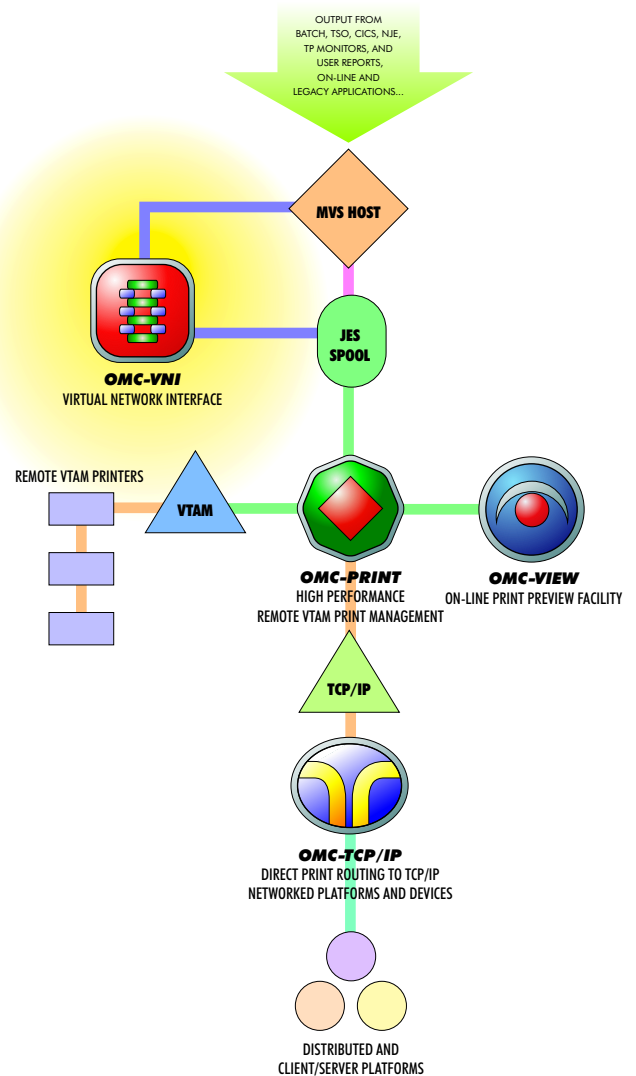 OUTPUT FROM
BATCH, TSO, CICS, NJE,
TP MONITORS, AND
USER REPORTS,
ON-LINE AND
LEGACY APPLICATIONS...
MVS HOST
JES
SPOOL
OMC-VNI
VIRTUAL NETWORK INTERFACE
REMOTE VTAM PRINTERS
VTAM
OMC-PRINT
HIGH PERFORMANCE
REMOTE VTAM PRINT MANAGEMENT
OMC-VIEW
ON-LINE PRINT PREVIEW FACILITY
TCP/IP
OMC-TCP/IP
DIRECT PRINT ROUTING TO TCP/IP
NETWORKED PLATFORMS AND DEVICES
DISTRIBUTED AND
CLIENT/SERVER PLATFORMS